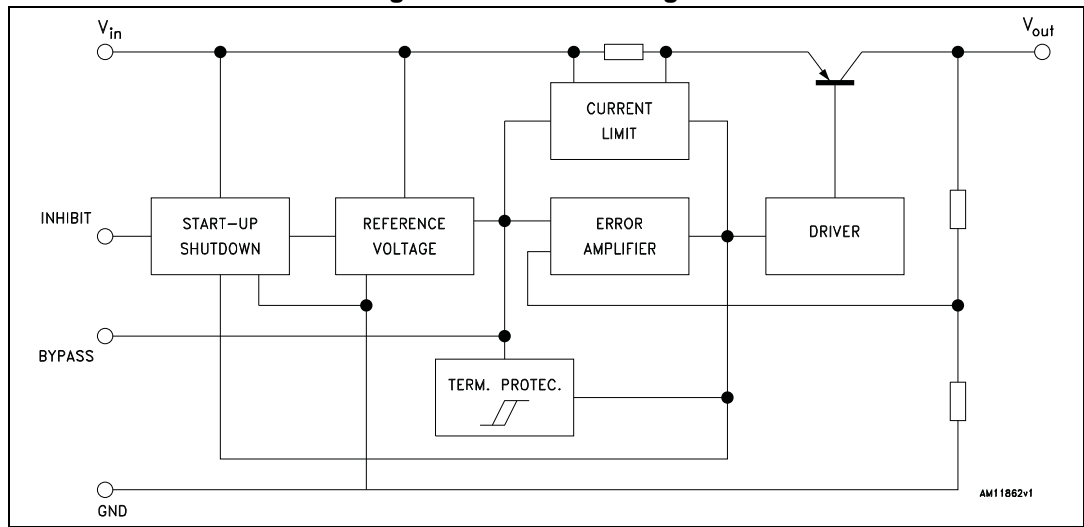 Vin
Vout
CURRENT
LIMIT
INHIBIT
START-UP
SHUTDOWN
REFERENCE
VOLTAGE
ERROR
AMPLIFIER
DRIVER
BYPASS
TERM. PROTEC.
GND
AM11862v1